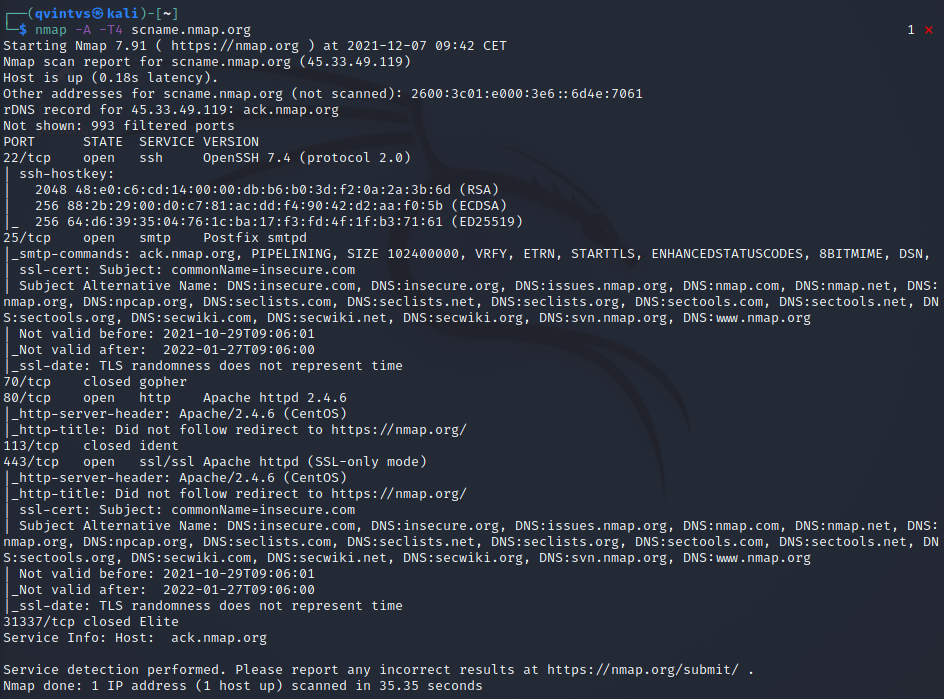 ┌──(qvintvs㉿kali)-[~]
└─$ nmap -A -T4 scname.nmap.org 1 ⨯
Starting Nmap 7.91 ( https://nmap.org ) at 2021-12-07 09:42 CET
Nmap scan report for scname.nmap.org (45.33.49.119)
Host is up (0.18s latency).
Other addresses for scname.nmap.org (not scanned): 2600:3c01:e000:3e6::6d4e:7061
rDNS record for 45.33.49.119: ack.nmap.org
Not shown: 993 filtered ports
PORT      STATE  SERVICE VERSION
22/tcp    open   ssh     OpenSSH 7.4 (protocol 2.0)
| ssh-hostkey:
|   2048 48:e0:c6:cd:14:00:00:db:b6:b0:3d:f2:0a:2a:3b:6d (RSA)
|   256 88:2b:29:00:d0:c7:81:ac:dd:f4:90:42:d2:aa:f0:5b (ECDSA)
|_  256 64:d6:39:35:04:76:1c:ba:17:f3:fd:4f:1f:b3:71:61 (ED25519)
25/tcp    open   smtp    Postfix smtpd
|_smtp-commands: ack.nmap.org, PIPELINING, SIZE 102400000, VRFY, ETRN, STARTTLS, ENHANCEDSTATUSCODES, 8BITMIME, DSN,
| ssl-cert: Subject: commonName=insecure.com
| Subject Alternative Name: DNS:insecure.com, DNS:insecure.org, DNS:issues.nmap.org, DNS:nmap.com, DNS:nmap.net, DNS:
nmap.org, DNS:npcap.org, DNS:seclists.com, DNS:seclists.net, DNS:seclists.org, DNS:sectools.com, DNS:sectools.net, DN
S:sectools.org, DNS:secwiki.com, DNS:secwiki.net, DNS:secwiki.org, DNS:svn.nmap.org, DNS:www.nmap.org
| Not valid before: 2021-10-29T09:06:01
|_Not valid after:  2022-01-27T09:06:00
|_ssl-date: TLS randomness does not represent time
70/tcp    closed gopher
80/tcp    open   http    Apache httpd 2.4.6
|_http-server-header: Apache/2.4.6 (CentOS)
|_http-title: Did not follow redirect to https://nmap.org/
113/tcp   closed ident
443/tcp   open   ssl/ssl Apache httpd (SSL-only mode)
|_http-server-header: Apache/2.4.6 (CentOS)
|_http-title: Did not follow redirect to https://nmap.org/
| ssl-cert: Subject: commonName=insecure.com
| Subject Alternative Name: DNS:insecure.com, DNS:insecure.org, DNS:issues.nmap.org, DNS:nmap.com, DNS:nmap.net, DNS:
nmap.org, DNS:npcap.org, DNS:seclists.com, DNS:seclists.net, DNS:seclists.org, DNS:sectools.com, DNS:sectools.net, DN
S:sectools.org, DNS:secwiki.com, DNS:secwiki.net, DNS:secwiki.org, DNS:svn.nmap.org, DNS:www.nmap.org
| Not valid before: 2021-10-29T09:06:01
|_Not valid after:  2022-01-27T09:06:00
|_ssl-date: TLS randomness does not represent time
31337/tcp closed Elite
Service Info: Host:  ack.nmap.org

Service detection performed. Please report any incorrect results at https://nmap.org/submit/ .
Nmap done: 1 IP address (1 host up) scanned in 35.35 seconds